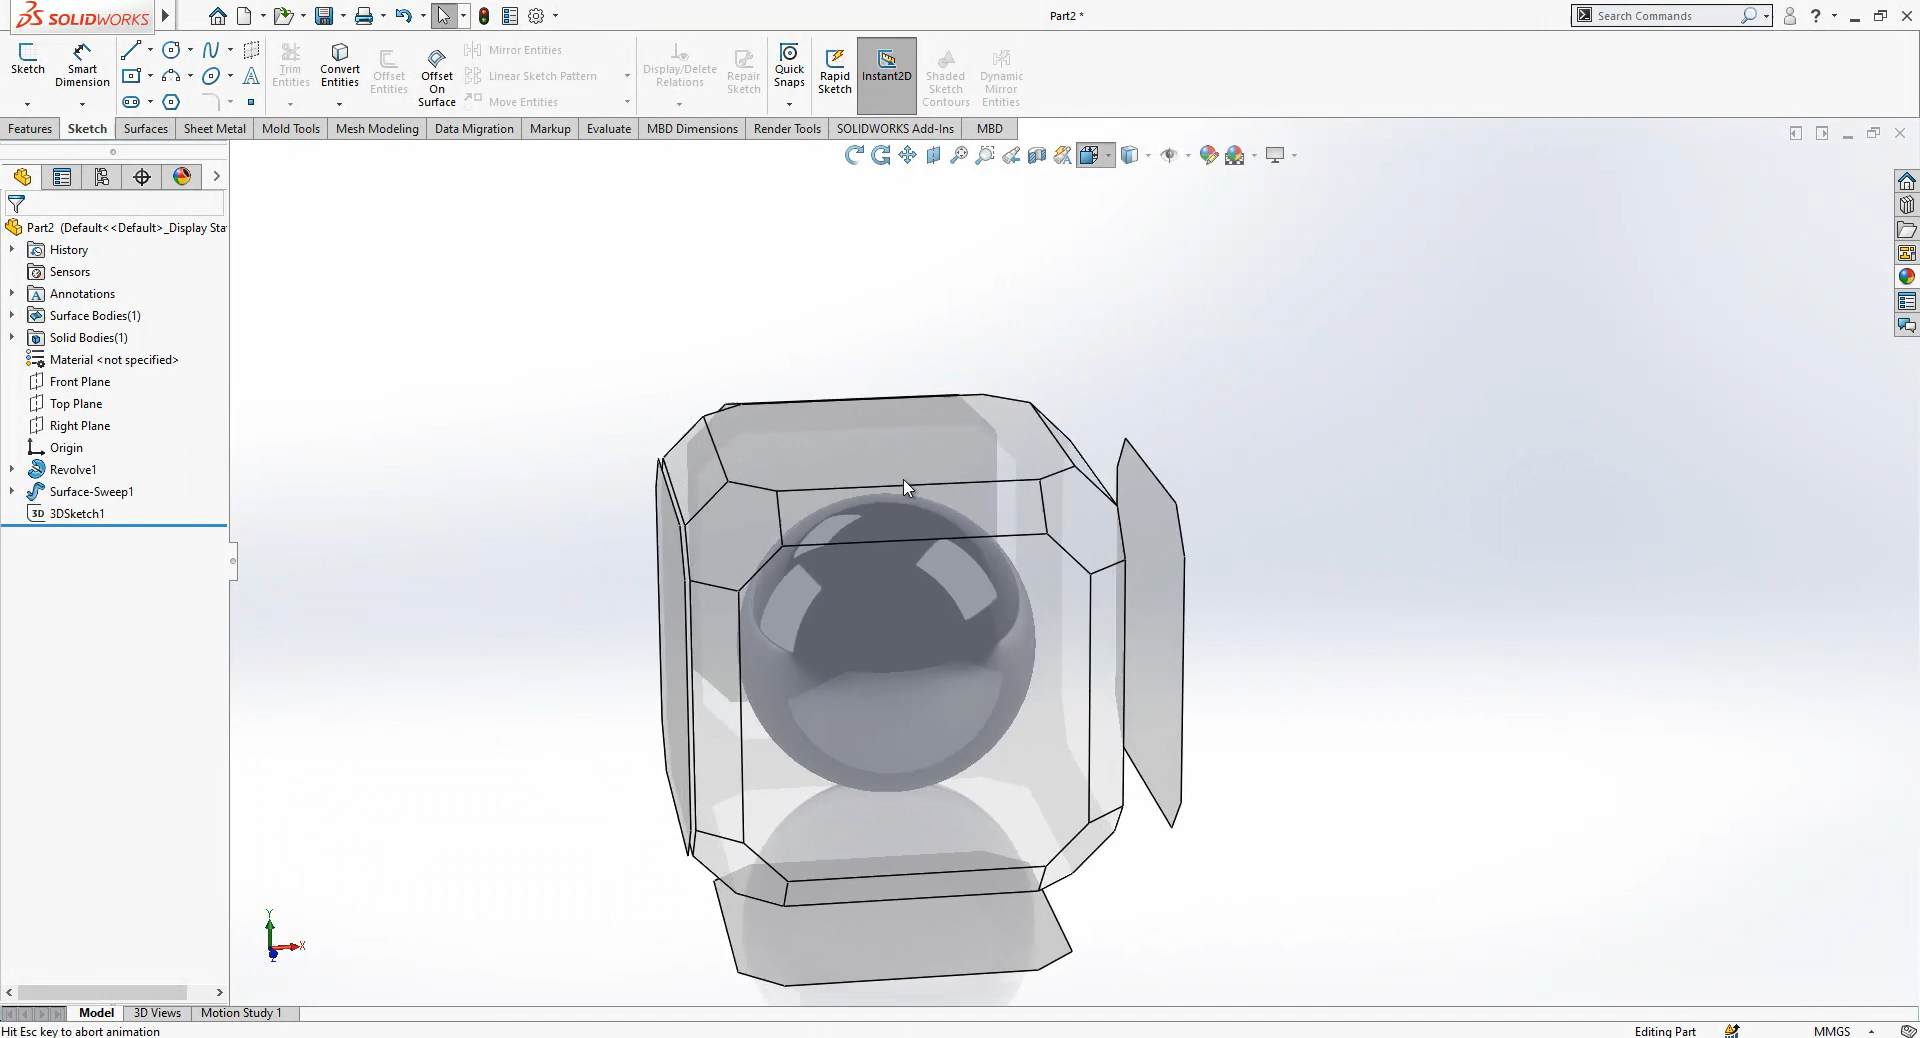 SOLIDWORKS
Part2 *
Search Commands
Sketch
Smart Dimension
Trim Entities
Convert Entities
Offset Entities
Offset On Surface
Mirror Entities
Linear Sketch Pattern
Move Entities
Display/Delete Relations
Repair Sketch
Quick Snaps
Rapid Sketch
Instant2D
Shaded Sketch Contours
Dynamic Mirror Entities
Features
Sketch
Surfaces
Sheet Metal
Mold Tools
Mesh Modeling
Data Migration
Markup
Evaluate
MBD Dimensions
Render Tools
SOLIDWORKS Add-Ins
MBD
Part2 (Default<<Default>_Display Sta
History
Sensors
Annotations
Surface Bodies(1)
Solid Bodies(1)
Material <not specified>
Front Plane
Top Plane
Right Plane
Origin
Revolve1
Surface-Sweep1
3D 3DSketch1
Y
X
Z
Model
3D Views
Motion Study 1
Hit Esc key to abort animation
Editing Part
MMGS